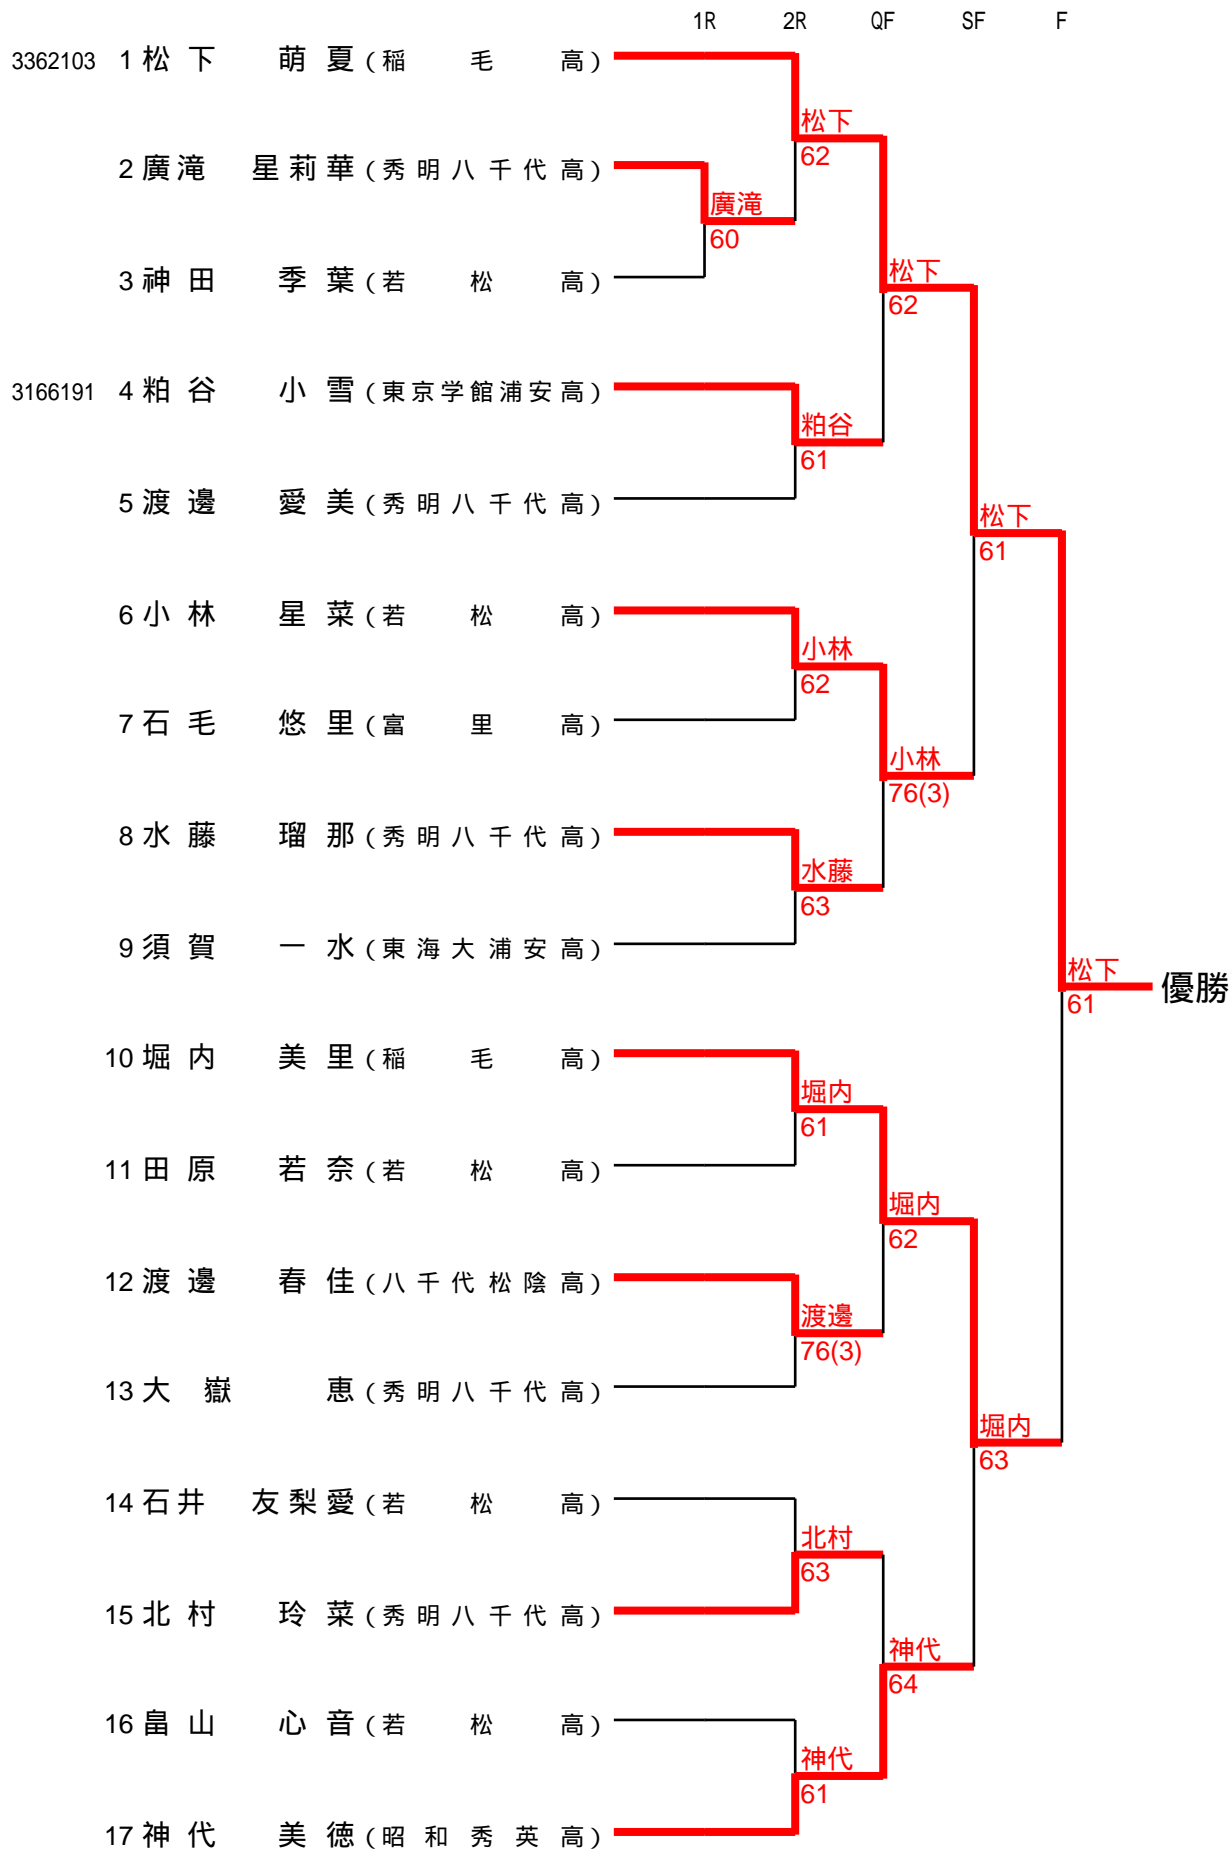 1R 2R QF SF F
3362103 1 松下 萌夏 (稲毛高)
松下
62
2 廣滝 星莉華 (秀明八千代高)
廣滝
60
3 神田 季葉 (若松高)
松下
62
3166191 4 粕谷 小雪 (東京学館浦安高)
粕谷
61
5 渡邊 愛美 (秀明八千代高)
松下
61
6 小林 星菜 (若松高)
小林
62
7 石毛 悠里 (富里高)
小林
76(3)
8 水藤 瑠那 (秀明八千代高)
水藤
63
9 須賀 一水 (東海大浦安高)
松下
61
優勝
10 堀内 美里 (稲毛高)
堀内
61
11 田原 若奈 (若松高)
堀内
62
12 渡邊 春佳 (八千代松陰高)
渡邊
76(3)
13 大嶽 恵 (秀明八千代高)
堀内
63
14 石井 友梨愛 (若松高)
北村
63
15 北村 玲菜 (秀明八千代高)
神代
64
16 畠山 心音 (若松高)
神代
61
17 神代 美徳 (昭和秀英高)